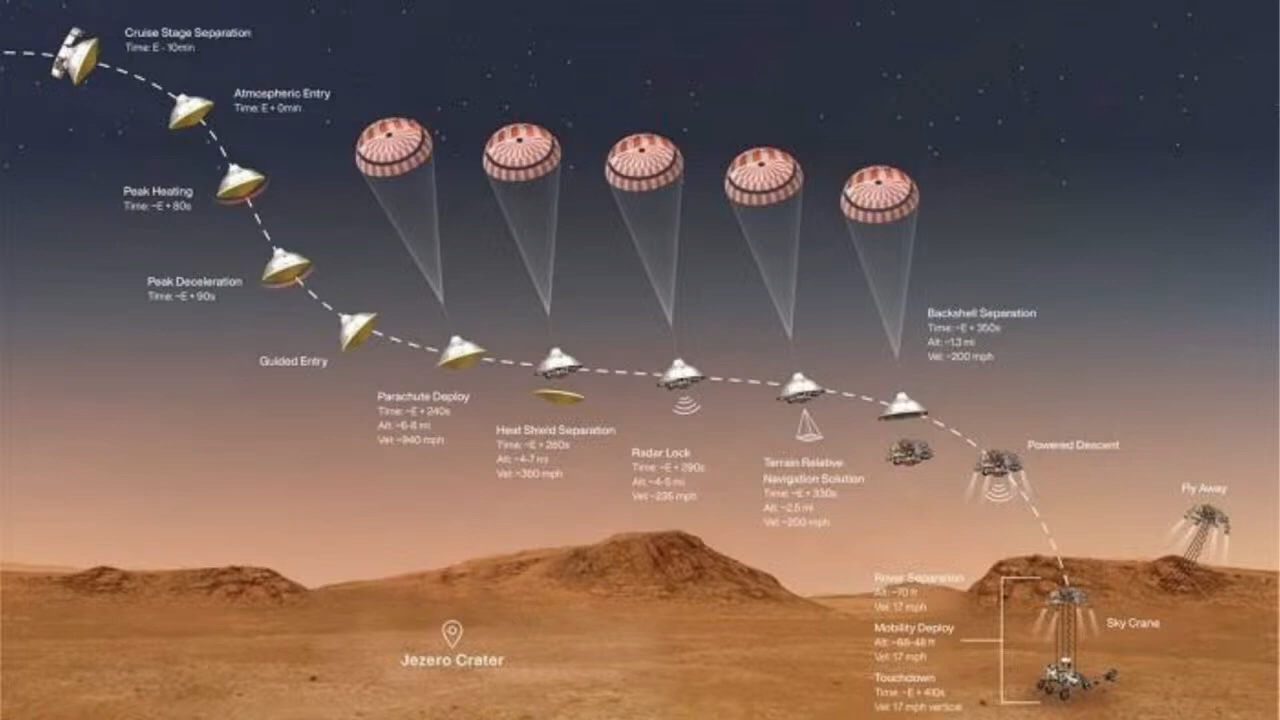 Cruise Stage Separation
Time: E - 10min
Atmospheric Entry
Time: E + 0min
Peak Heating
Time: ~E + 80s
Peak Deceleration
Time: ~E + 90s
Guided Entry
Parachute Deploy
Time: ~E + 240s
Alt: ~6-8 mi
Vel: ~940 mph
Heat Shield Separation
Time: ~E + 260s
Alt: ~4-7 mi
Vel: ~360 mph
Radar Lock
Time: ~E + 290s
Alt: ~4-5 mi
Vel: ~235 mph
Terrain Relative
Navigation Solution
Time: ~E + 330s
Alt: ~2.5 mi
Vel: ~200 mph
Backshell Separation
Time: ~E + 350s
Alt: ~1.3 mi
Vel: ~200 mph
Powered Descent
Fly Away
Rover Separation
Alt: ~70 ft
Vel: 1.7 mph
Mobility Deploy
Alt: ft
Vel: 1.7 mph
Touchdown
Time: ~E + 410s
Vel: 1.7 mph vertical
Sky Crane
Jezero Crater